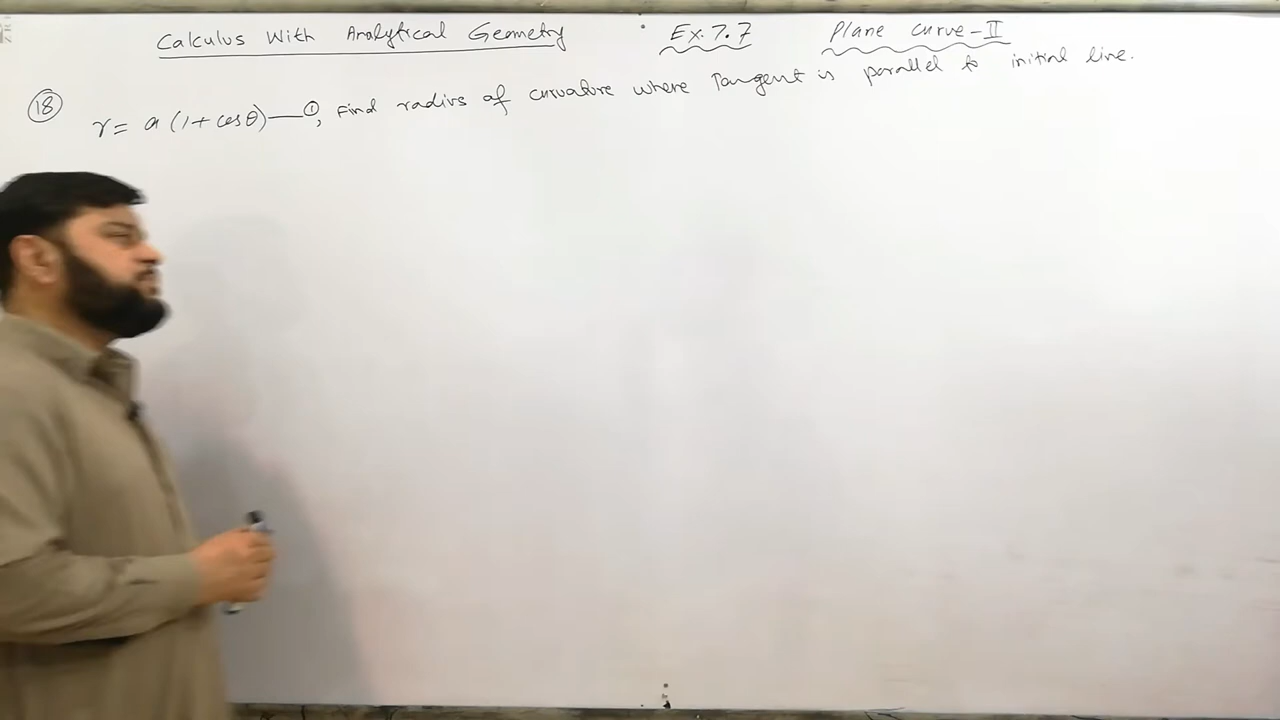 Calculus With Analytical Geometry Ex.7.7 Plane Curve-II
18 r = a (1+cosθ) — ①, Find radius of curvature where Tangent is parallel to initial line.